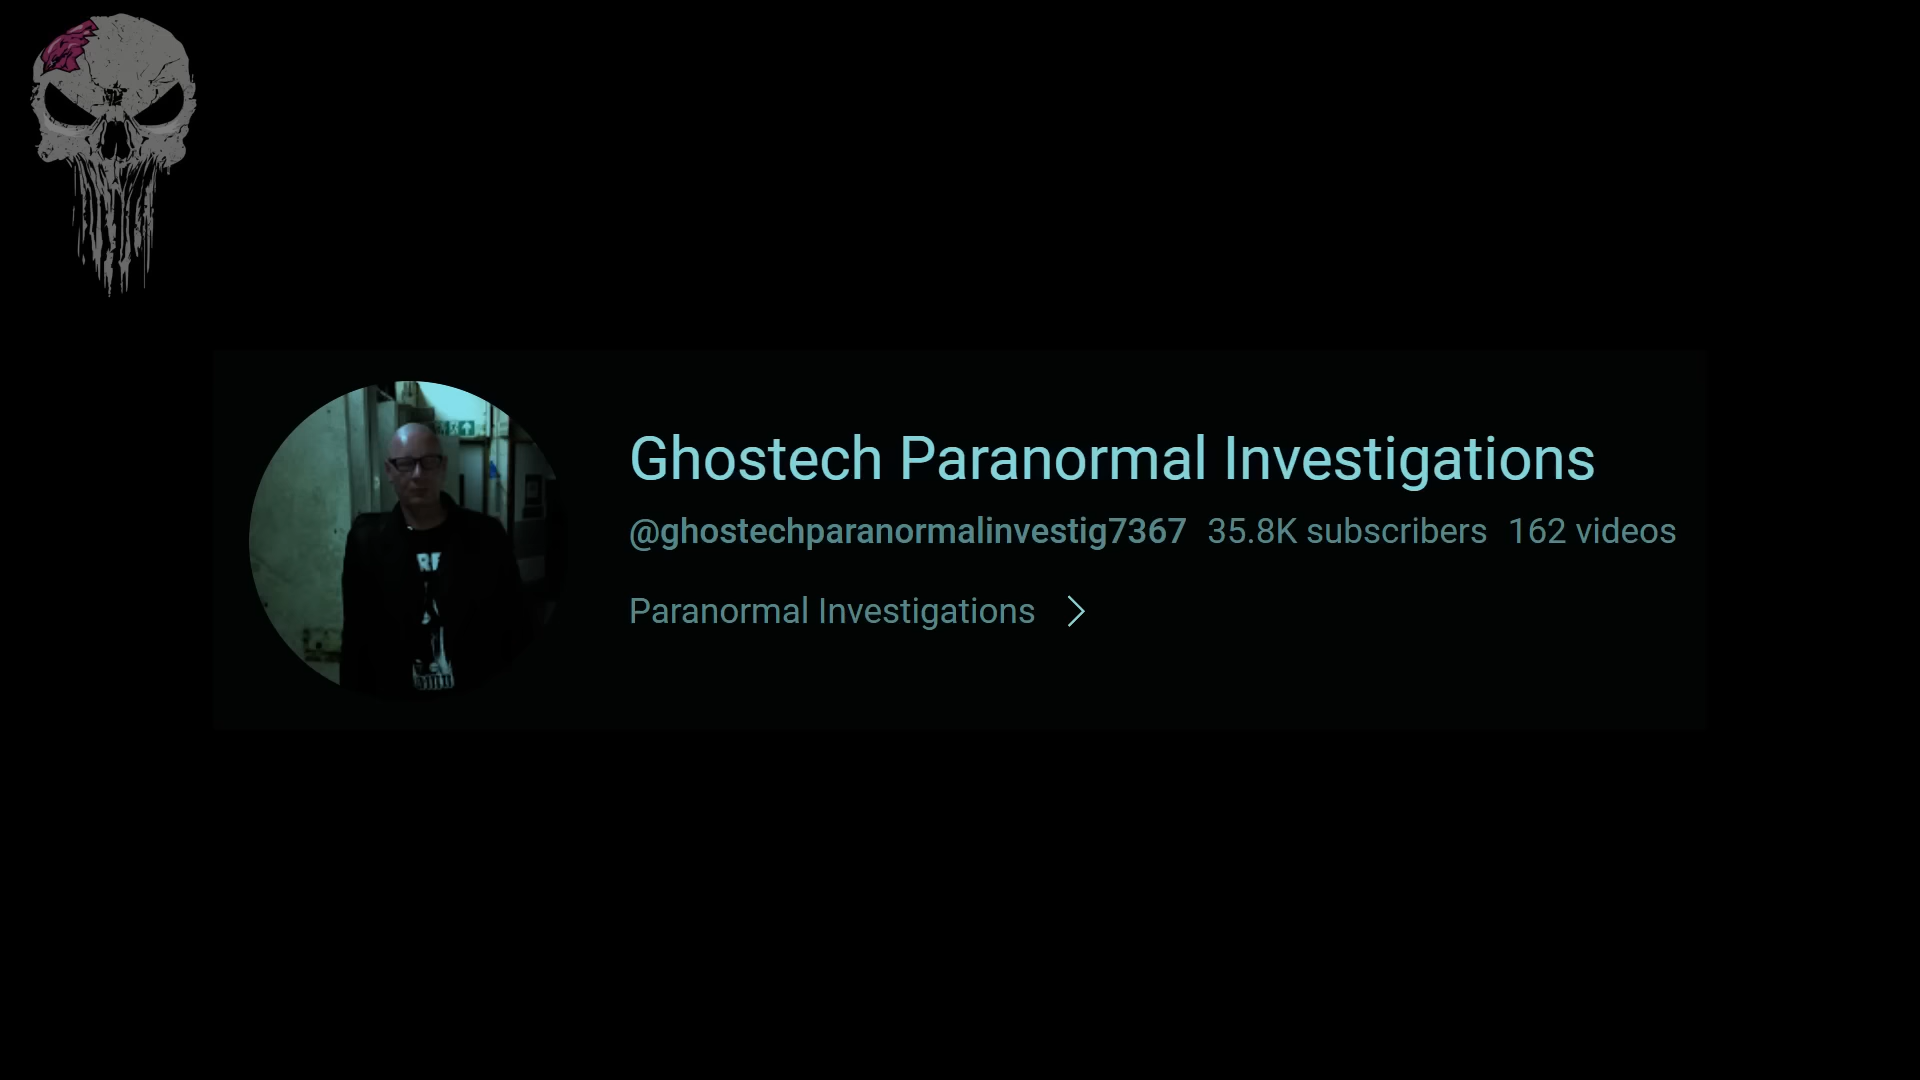 Ghostech Paranormal Investigations
@ghostechparanormalinvestig7367 35.8K subscribers 162 videos
Paranormal Investigations